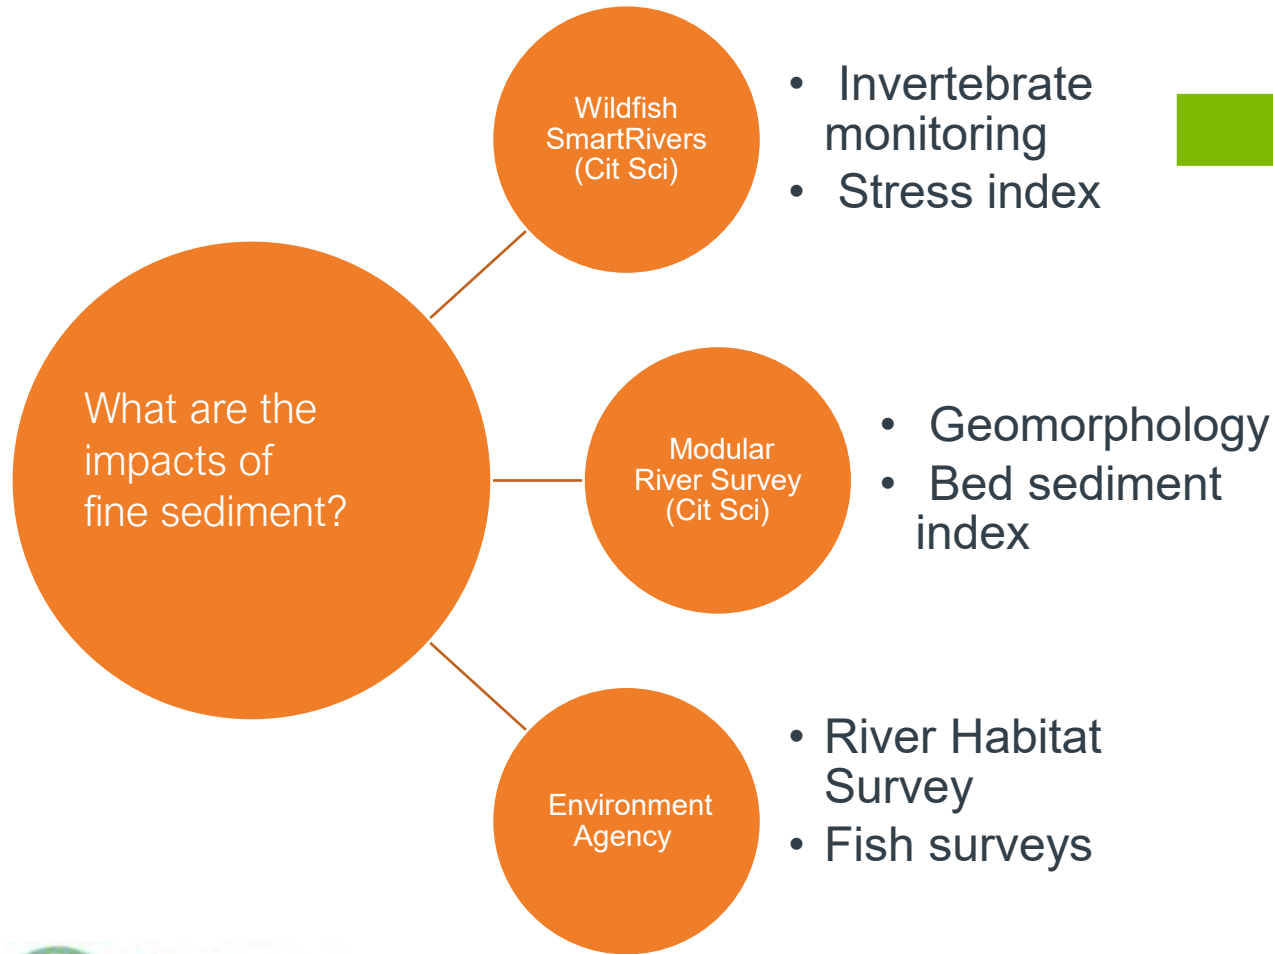 Wildfish
SmartRivers
(Cit Sci)
• Invertebrate
monitoring
• Stress index
What are the
impacts of
fine sediment?
Modular
River Survey
(Cit Sci)
• Geomorphology
• Bed sediment
index
Environment
Agency
• River Habitat
Survey
• Fish surveys